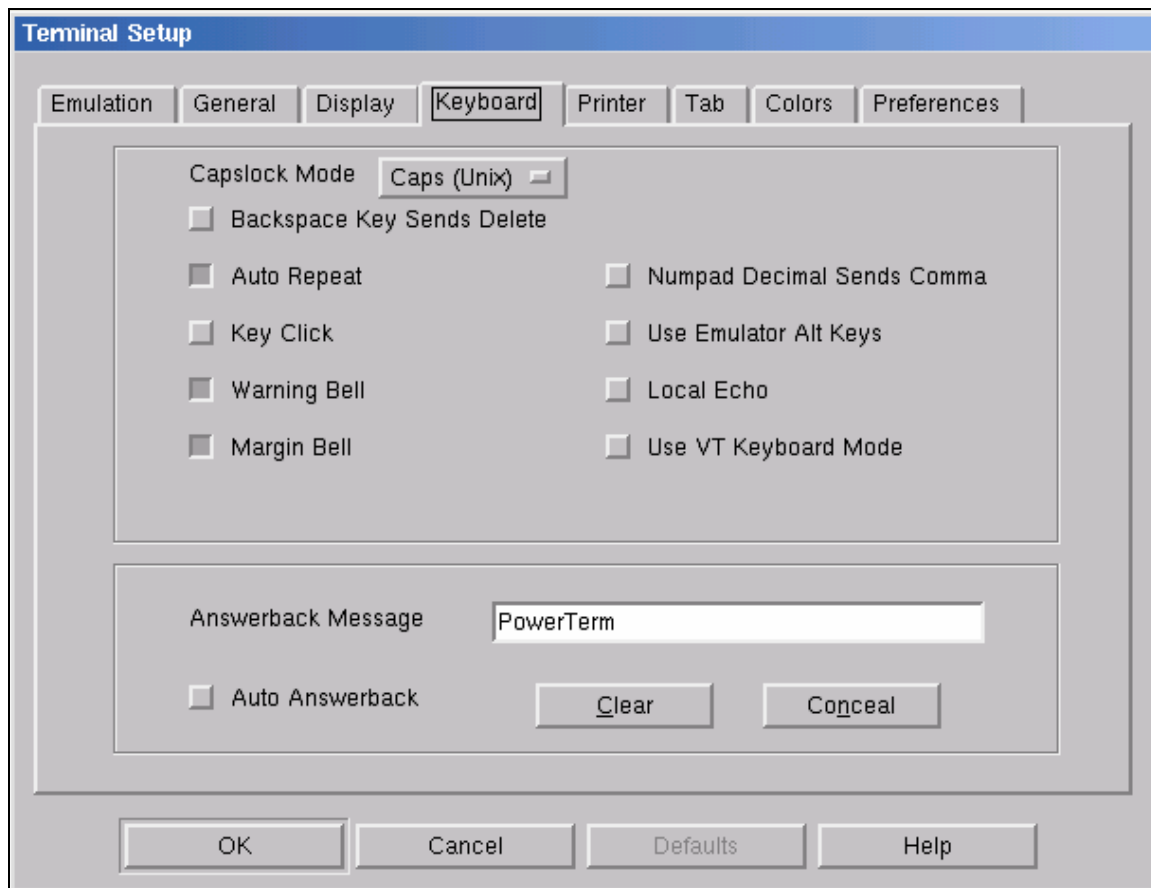 Terminal Setup
Emulation General Display Keyboard Printer Tab Colors Preferences
Capslock Mode Caps (Unix)
Backspace Key Sends Delete
Auto Repeat Numpad Decimal Sends Comma
Key Click Use Emulator Alt Keys
Warning Bell Local Echo
Margin Bell Use VT Keyboard Mode
Answerback Message PowerTerm
Auto Answerback Clear Conceal
OK Cancel Defaults Help